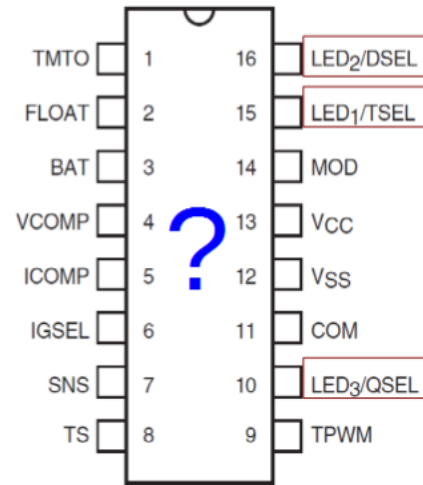 TMTO 1 16 LED2/DSEL
FLOAT 2 15 LED1/TSEL
BAT 3 14 MOD
VCOMP 4 13 VCC
?
ICOMP 5 12 VSS
IGSEL 6 11 COM
SNS 7 10 LED3/QSEL
TS 8 9 TPWM